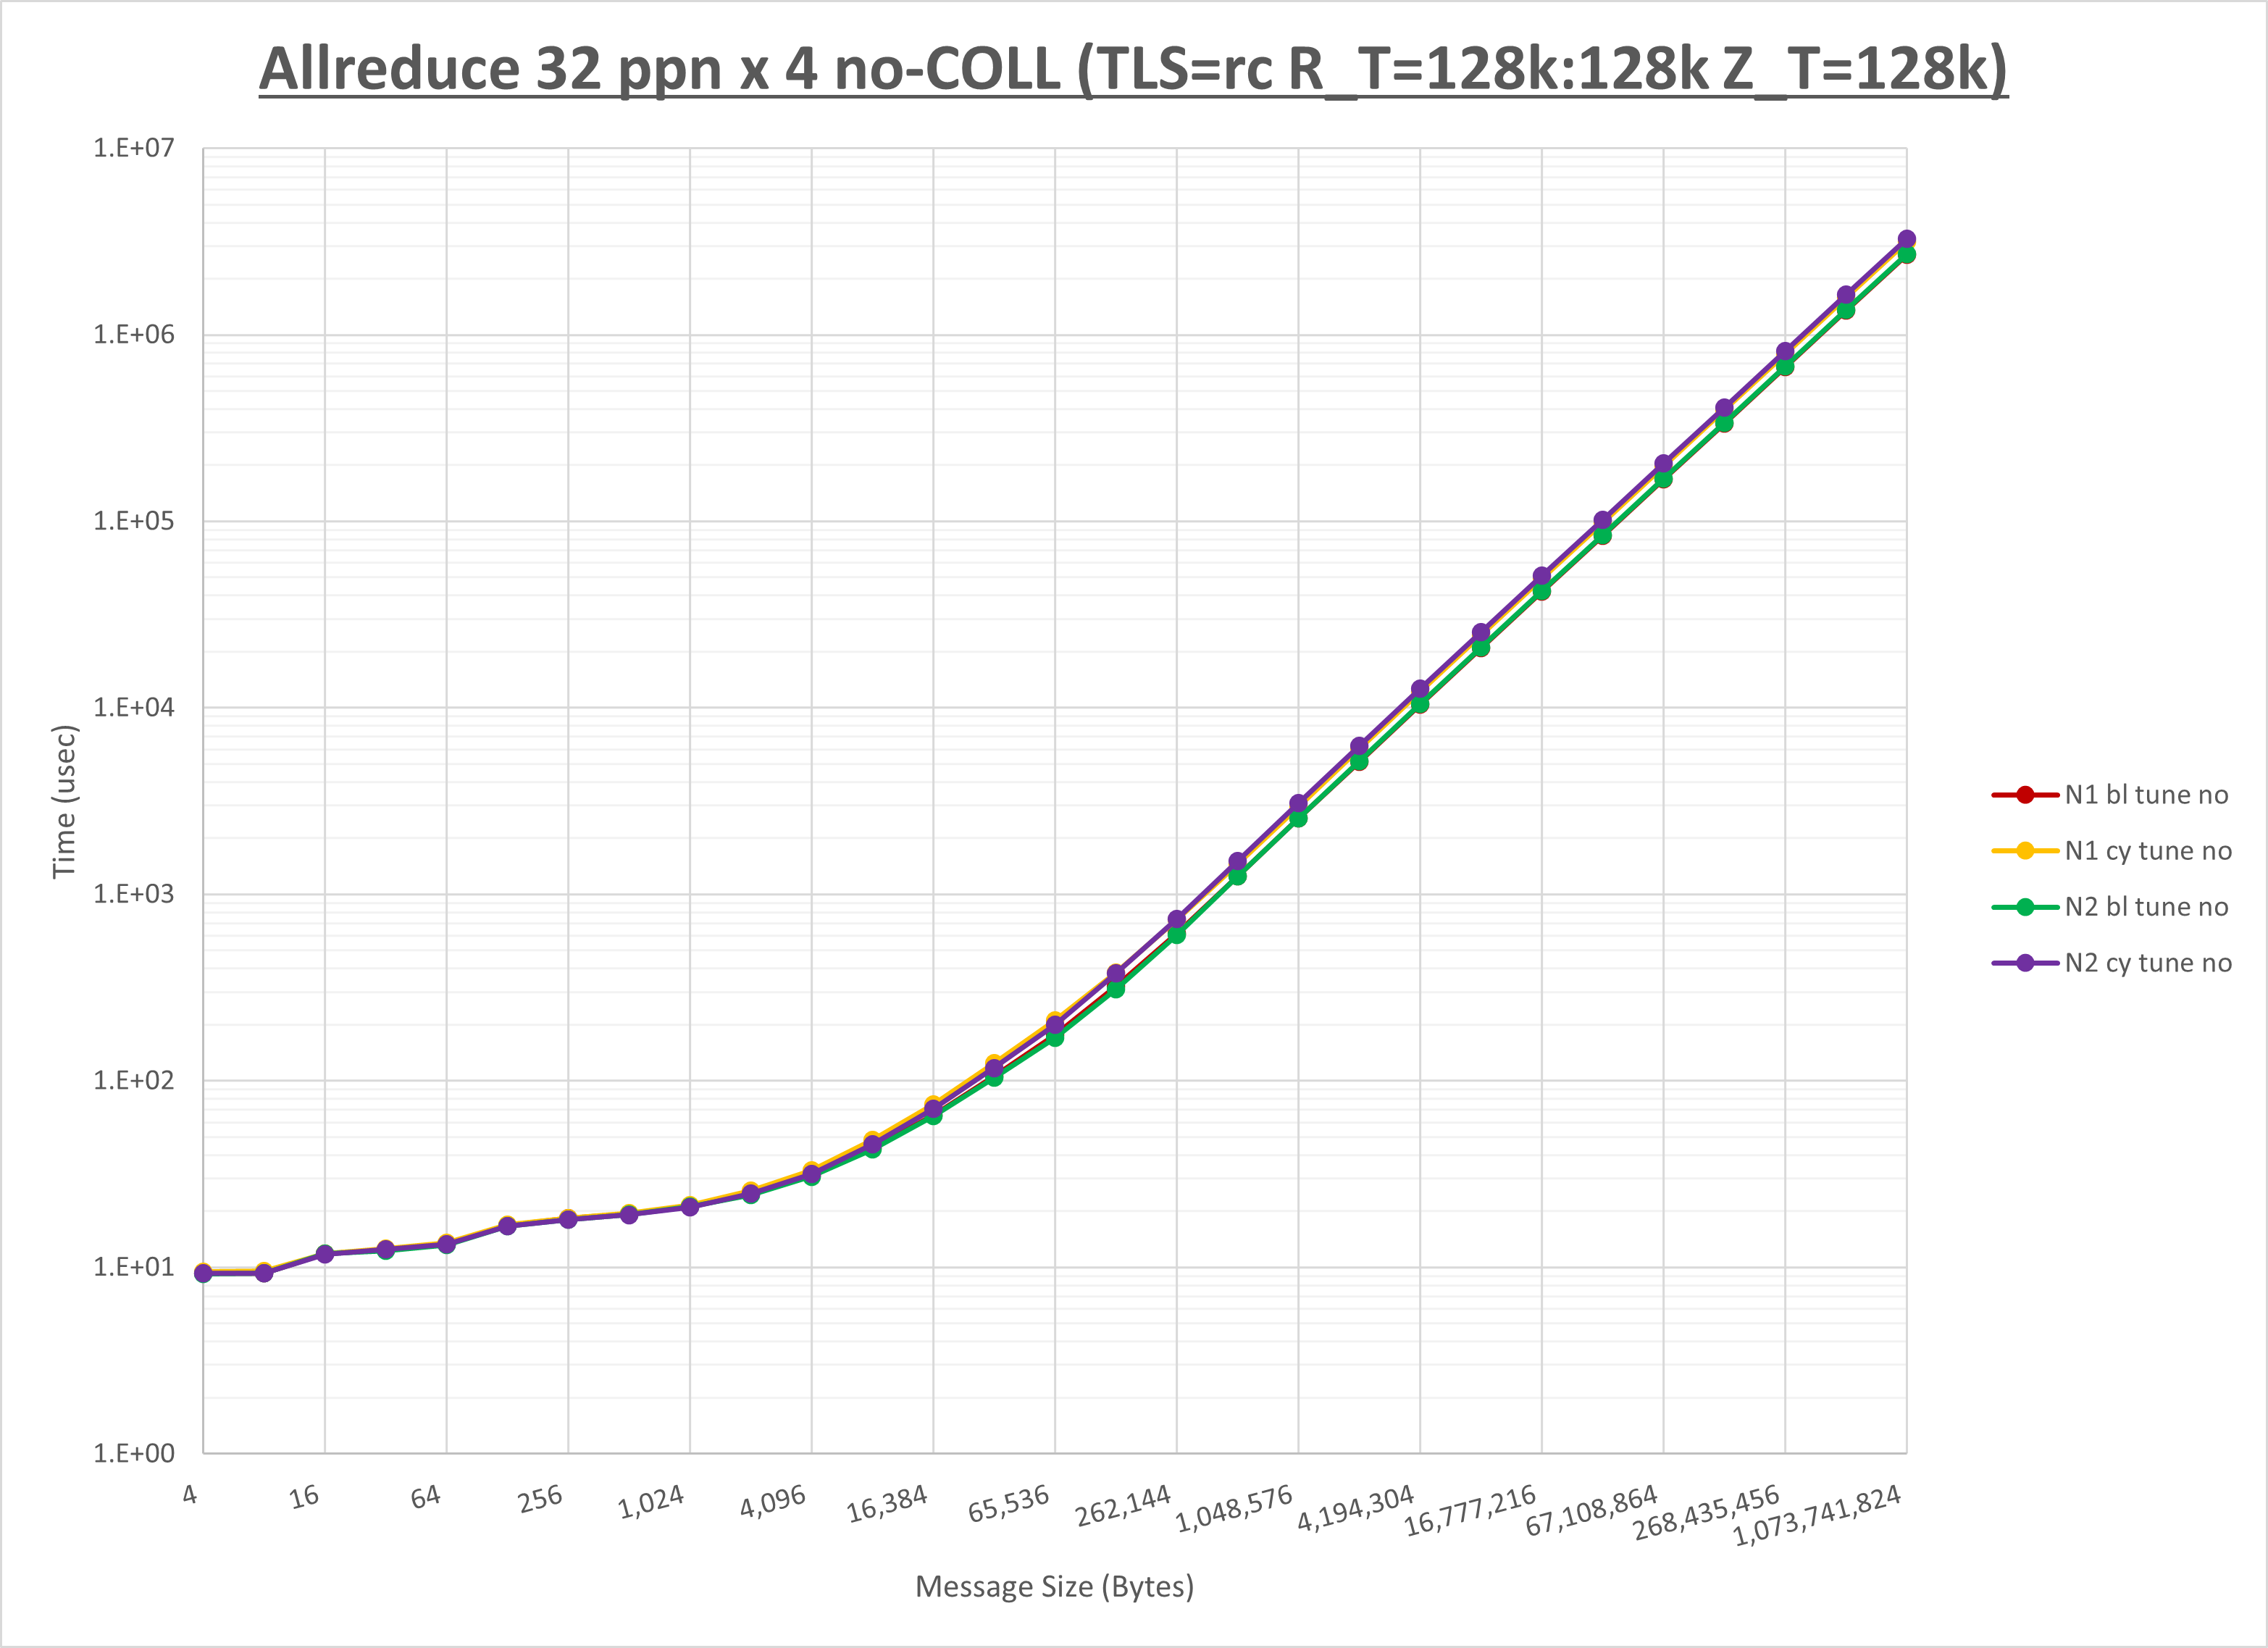 Allreduce 32 ppn x 4 no-COLL (TLS=rc R_T=128k:128k Z_T=128k)
1.E+07
1.E+06
1.E+05
1.E+04
1.E+03
1.E+02
1.E+01
1.E+00
Time (usec)
4
16
64
256
1,024
4,096
16,384
65,536
262,144
1,048,576
4,194,304
16,777,216
67,108,864
268,435,456
1,073,741,824
Message Size (Bytes)
N1 bl tune no
N1 cy tune no
N2 bl tune no
N2 cy tune no